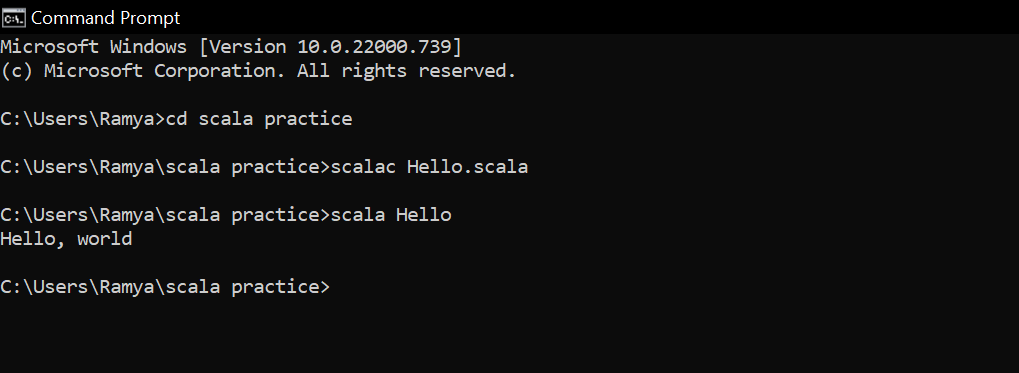 Command Prompt
Microsoft Windows [Version 10.0.22000.739]
(c) Microsoft Corporation. All rights reserved.
C:\Users\Ramya>cd scala practice
C:\Users\Ramya\scala practice>scalac Hello.scala
C:\Users\Ramya\scala practice>scala Hello
Hello, world
C:\Users\Ramya\scala practice>